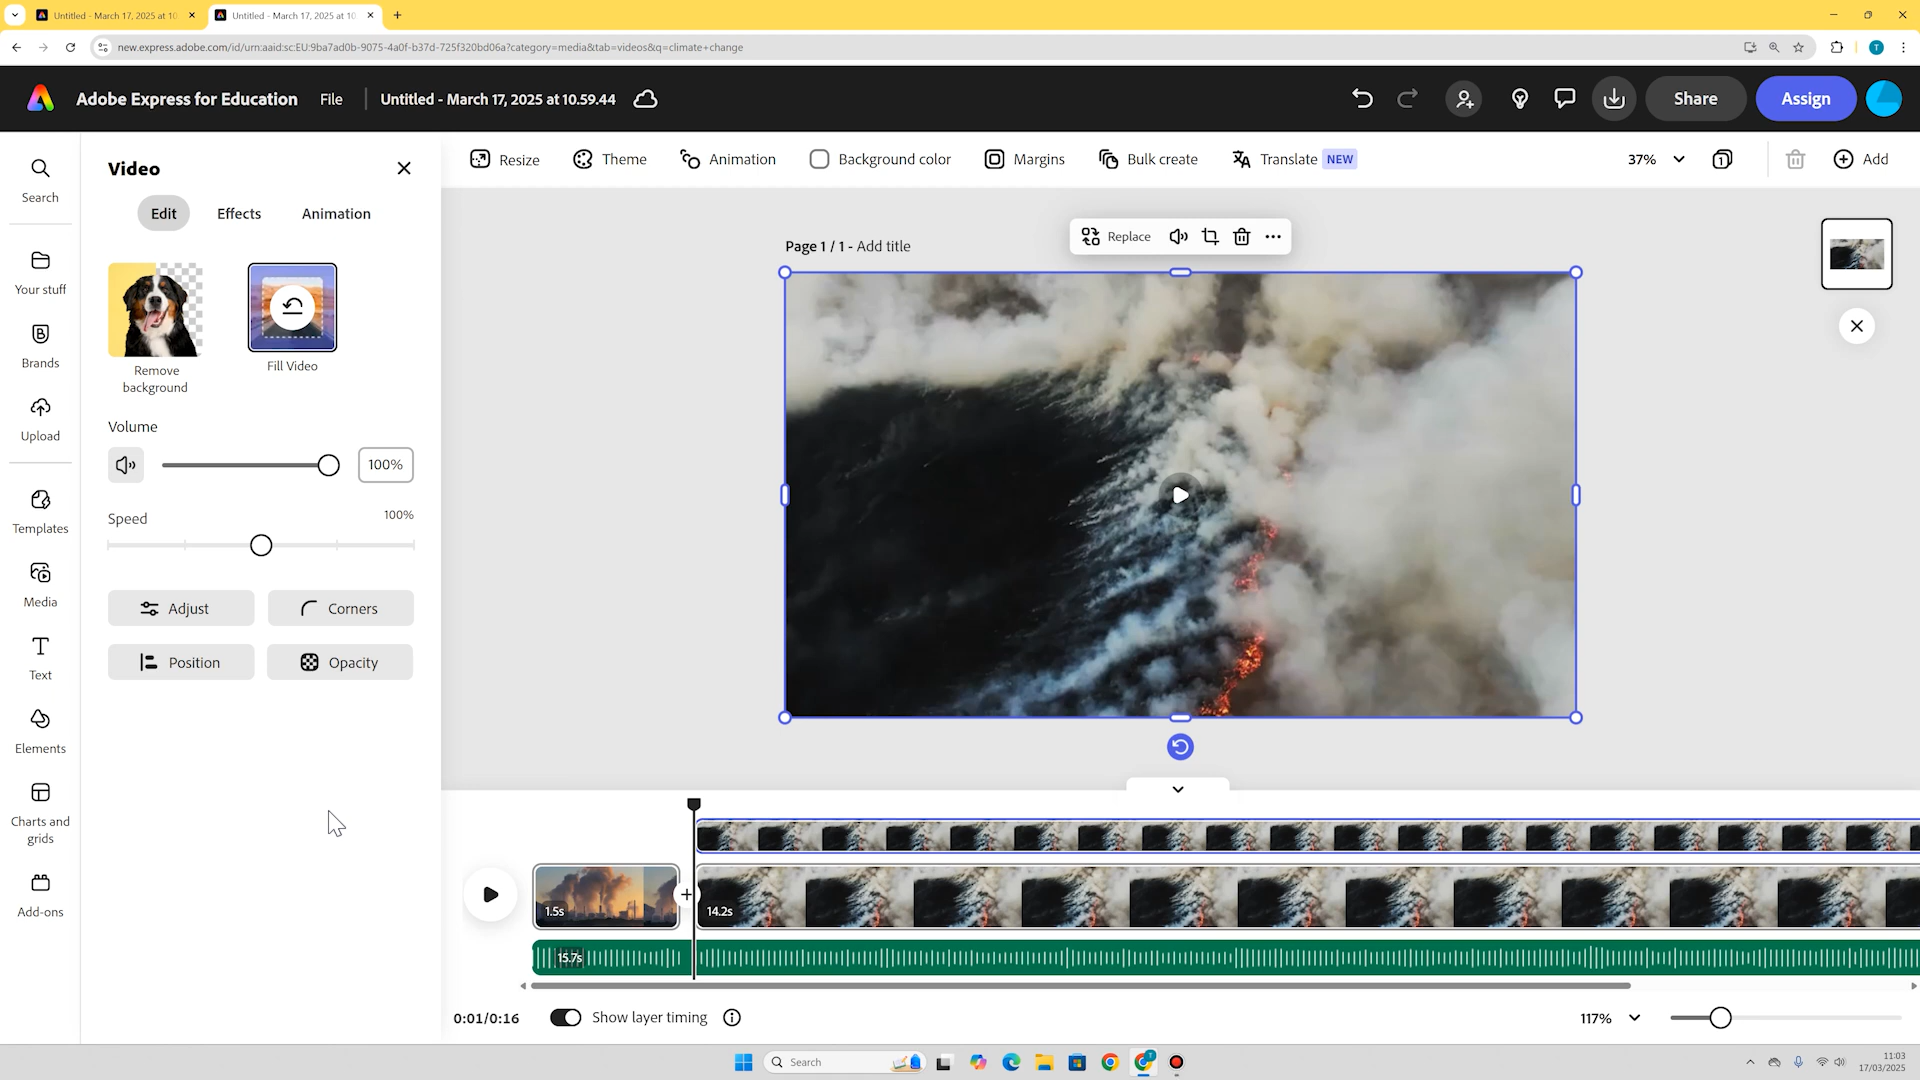 Untitled - March 17, 2025 at 10
Untitled - March 17, 2025 at 10
new.express.adobe.com/id/urn:aaid:sc:EU:9ba7ad0b-9075-4a0f-b37d-725f320bd06a?category=media&tab=videos&q=climate+change
T
Adobe Express for Education
File
Untitled - March 17, 2025 at 10.59.44
Share
Assign
Search
Your stuff
Brands
Upload
Templates
Media
Text
Elements
Charts and
grids
Add-ons
Video
Edit
Effects
Animation
Remove
background
Fill Video
Volume
100%
Speed
100%
Adjust
Corners
Position
Opacity
Resize
Theme
Animation
Background color
Margins
Bulk create
Translate NEW
37%
1
Add
Page 1 / 1 - Add title
Replace
1.5s
14.2s
15.7s
0:01/0:16
Show layer timing
117%
Search
T
11:03
17/03/2025